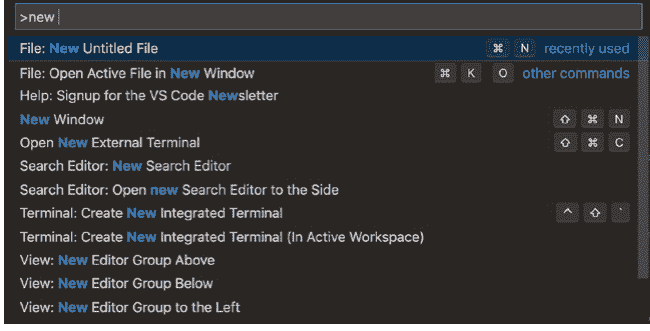 >new
File: New Untitled File ⌘ N recently used
File: Open Active File in New Window ⌘ K O other commands
Help: Signup for the VS Code Newsletter
New Window ⇧ ⌘ N
Open New External Terminal ⇧ ⌘ C
Search Editor: New Search Editor
Search Editor: Open new Search Editor to the Side
Terminal: Create New Integrated Terminal ^ ⇧ `
Terminal: Create New Integrated Terminal (In Active Workspace)
View: New Editor Group Above
View: New Editor Group Below
View: New Editor Group to the Left